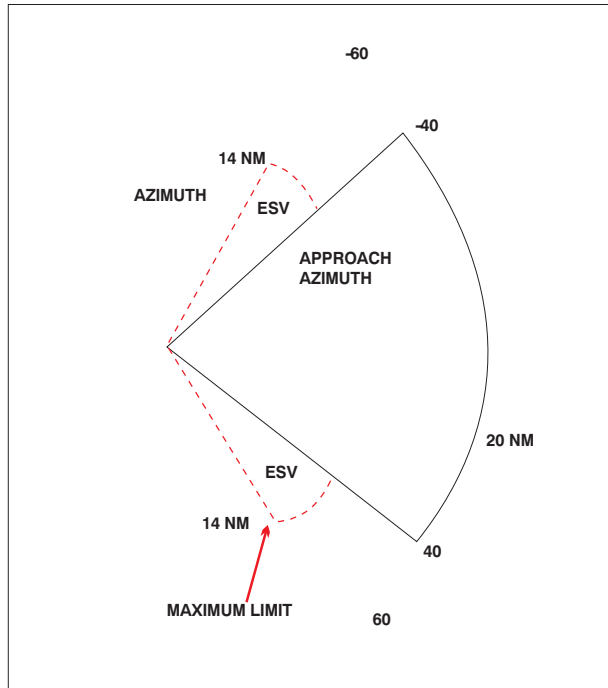 -60
-40
14 NM
AZIMUTH
ESV
APPROACH
AZIMUTH
20 NM
ESV
14 NM
40
MAXIMUM LIMIT
60